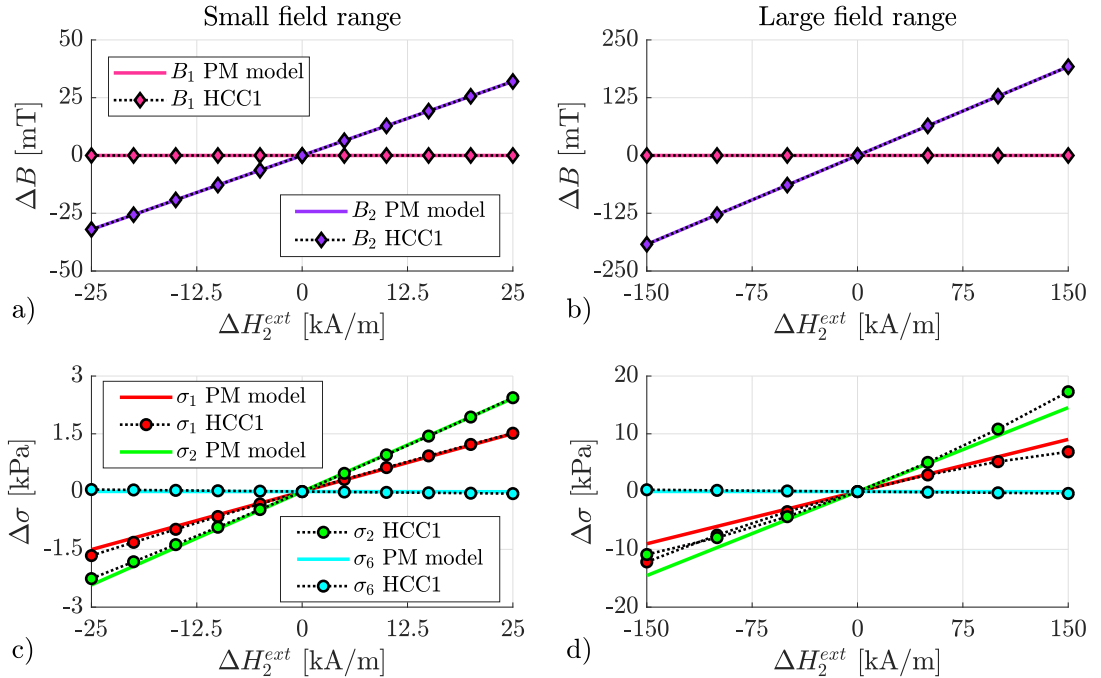 Small field range
Large field range
50
25
0
-25
-50
ΔB [mT]
B₁ PM model
B₁ HCC1
B₂ PM model
B₂ HCC1
-25 -12.5 0 12.5 25
a)
ΔH₂ᵉˣᵗ [kA/m]
250
125
0
-125
-250
ΔB [mT]
-150 -75 0 75 150
b)
ΔH₂ᵉˣᵗ [kA/m]
3
1.5
0
-1.5
-3
Δσ [kPa]
σ₁ PM model
σ₁ HCC1
σ₂ PM model
σ₂ HCC1
σ₆ PM model
σ₆ HCC1
-25 -12.5 0 12.5 25
c)
ΔH₂ᵉˣᵗ [kA/m]
20
10
0
-10
-20
Δσ [kPa]
-150 -75 0 75 150
d)
ΔH₂ᵉˣᵗ [kA/m]